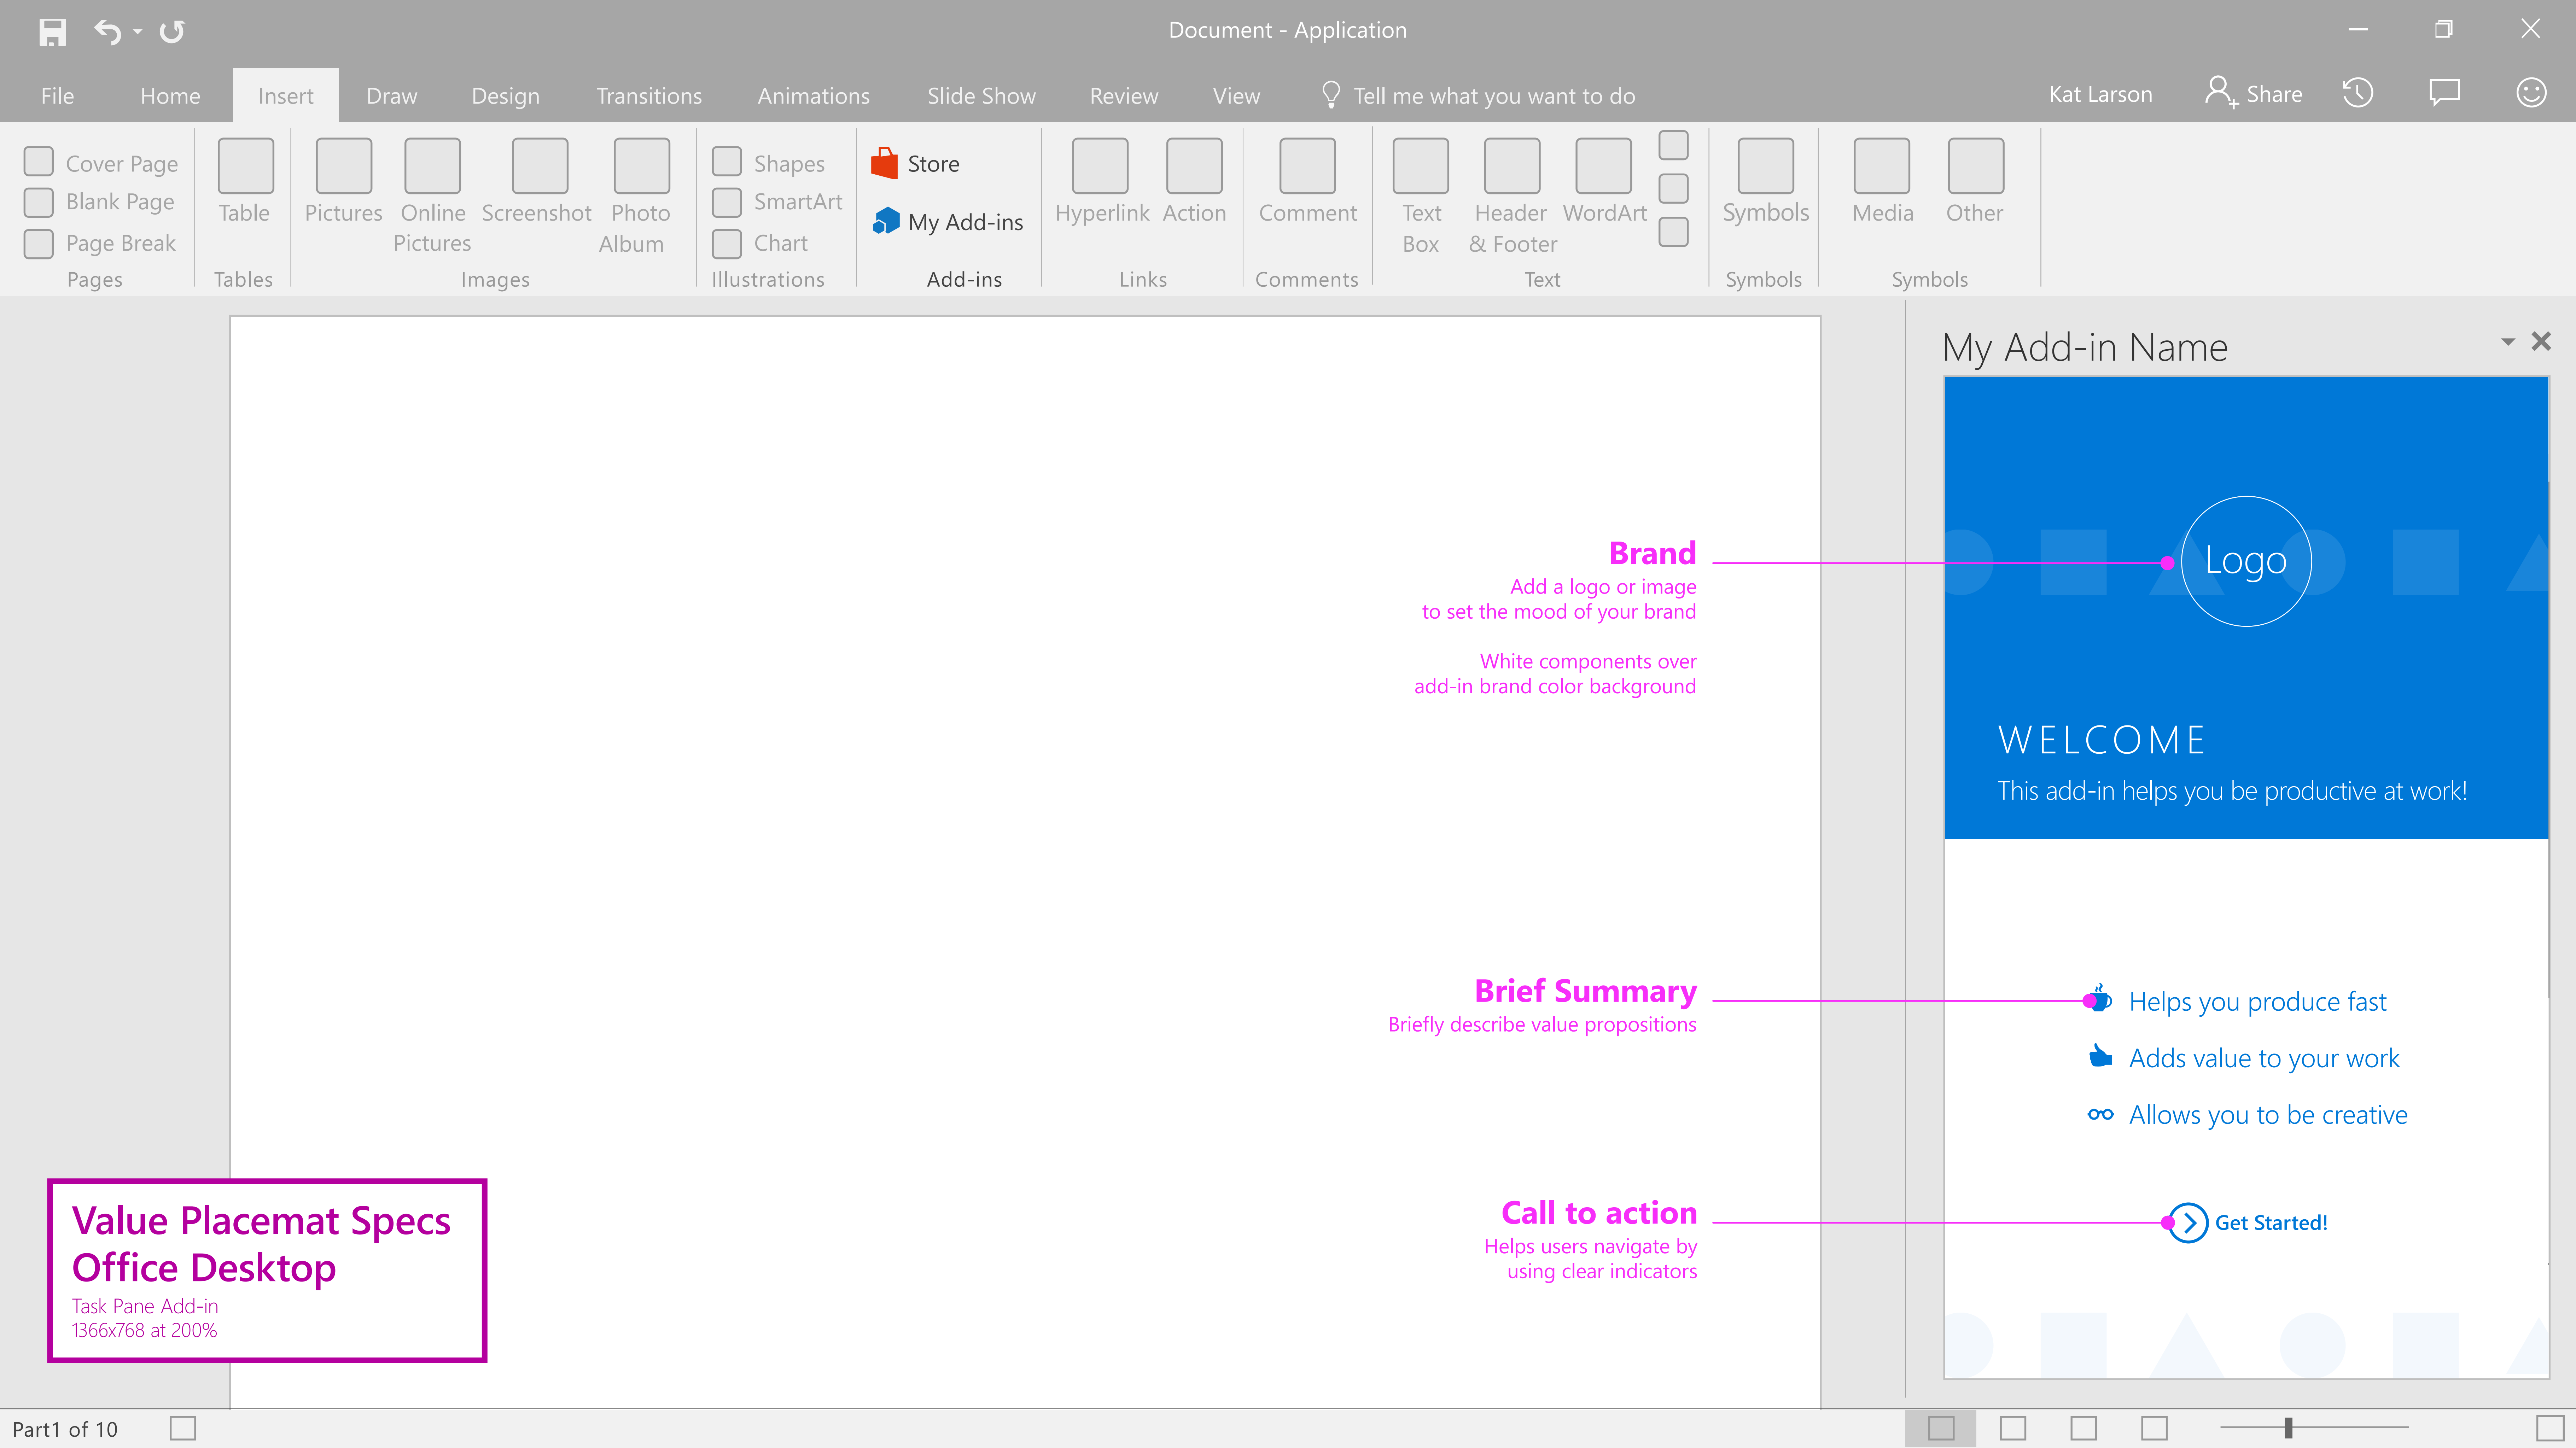 Document - Application
File
Home
Insert
Draw
Design
Transitions
Animations
Slide Show
Review
View
Tell me what you want to do
Kat Larson
Share
Cover Page
Blank Page
Page Break
Pages
Table
Tables
Pictures
Online
Pictures
Screenshot
Photo
Album
Images
Shapes
SmartArt
Chart
Illustrations
Store
My Add-ins
Add-ins
Hyperlink
Action
Links
Comment
Comments
Text
Box
Header
& Footer
WordArt
Text
Symbols
Symbols
Media
Other
Symbols
My Add-in Name
Brand
Add a logo or image
to set the mood of your brand
White components over
add-in brand color background
Logo
WELCOME
This add-in helps you be productive at work!
Brief Summary
Briefly describe value propositions
Helps you produce fast
Adds value to your work
Allows you to be creative
Call to action
Helps users navigate by
using clear indicators
Get Started!
Value Placemat Specs
Office Desktop
Task Pane Add-in
1366x768 at 200%
Part1 of 10